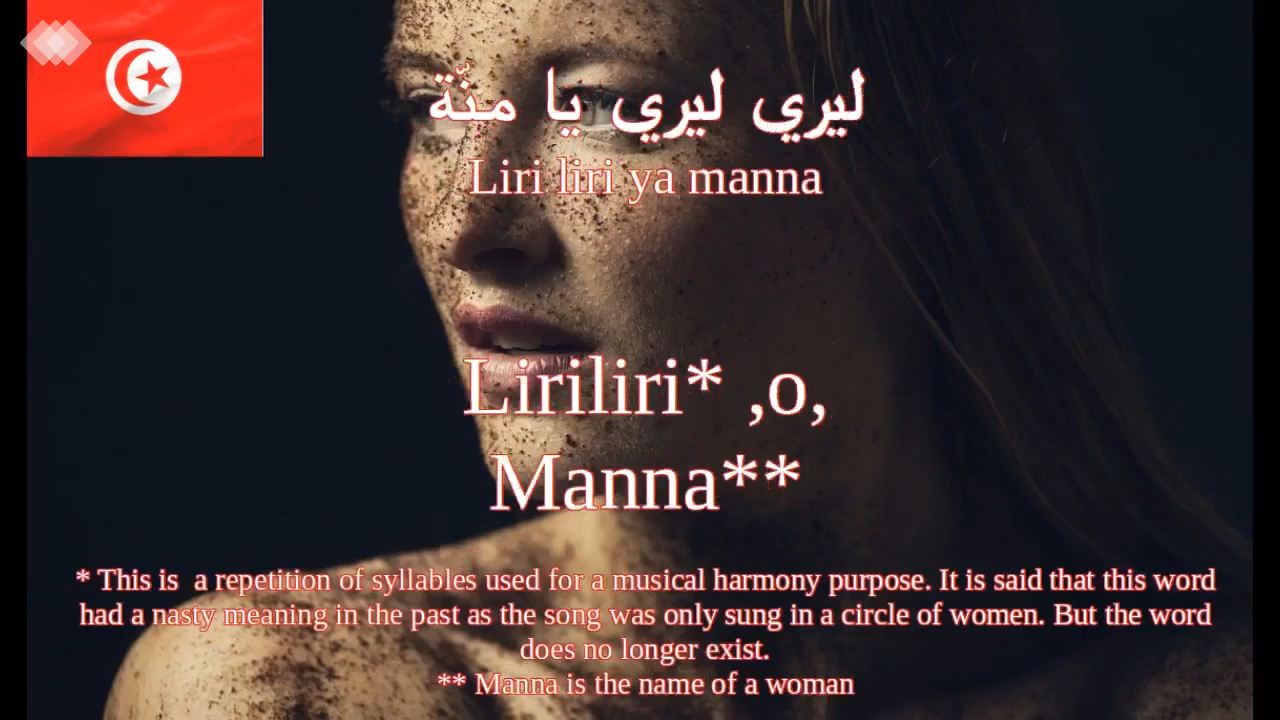 ليري ليري يا منّة
Liri liri ya manna
Liriliri* ,o,
Manna**
* This is  a repetition of syllables used for a musical harmony purpose. It is said that this word
had a nasty meaning in the past as the song was only sung in a circle of women. But the word
does no longer exist.
** Manna is the name of a woman